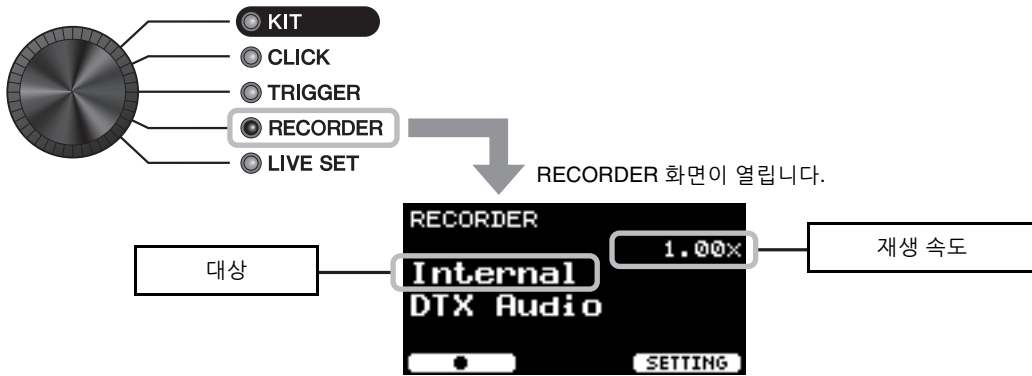 KIT
CLICK
TRIGGER
RECORDER
LIVE SET
RECORDER 화면이 열립니다.
RECORDER
1.00x
Internal
DTX Audio
SETTING
대상
재생 속도